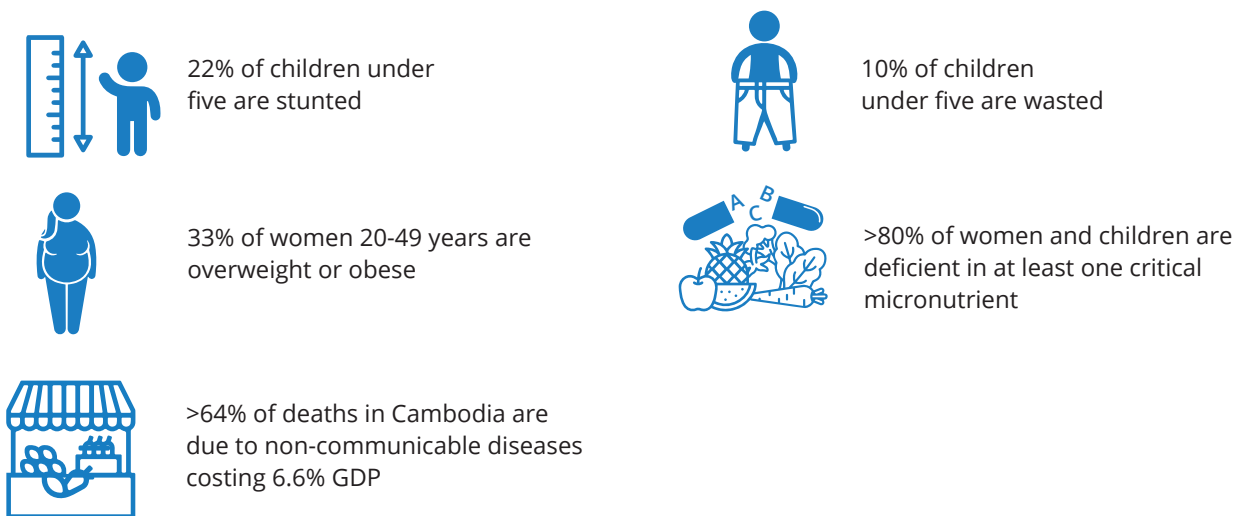 22% of children under
five are stunted
10% of children
under five are wasted
33% of women 20-49 years are
overweight or obese
A B
C
>80% of women and children are
deficient in at least one critical
micronutrient
>64% of deaths in Cambodia are
due to non-communicable diseases
costing 6.6% GDP